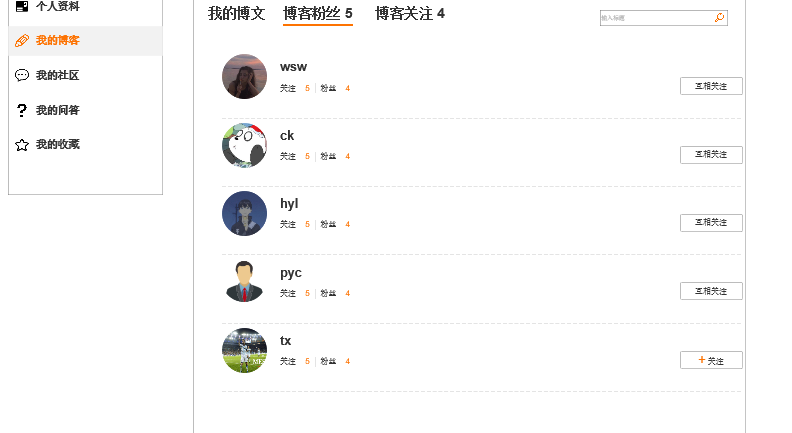 个人资料
我的博客
我的社区
我的问答
我的收藏
我的博文 博客粉丝 5 博客关注 4
输入标题
wsw
关注 5 | 粉丝 4
互相关注
ck
关注 5 | 粉丝 4
互相关注
hyl
关注 5 | 粉丝 4
互相关注
pyc
关注 5 | 粉丝 4
互相关注
tx
关注 5 | 粉丝 4
+ 关注